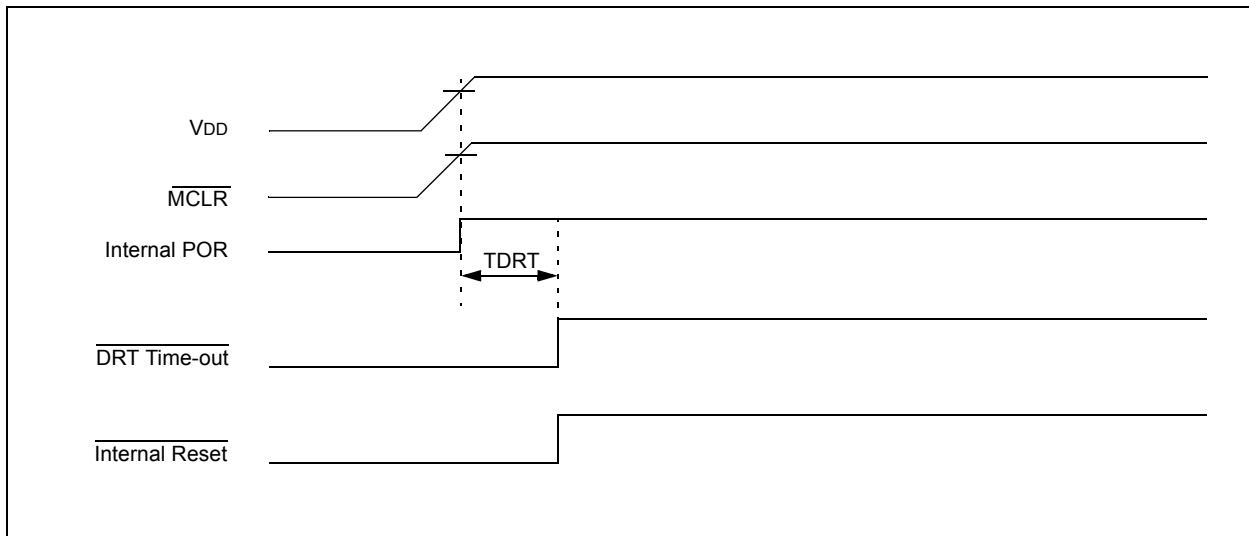 VDD
MCLR
Internal POR
TDRT
DRT Time-out
Internal Reset